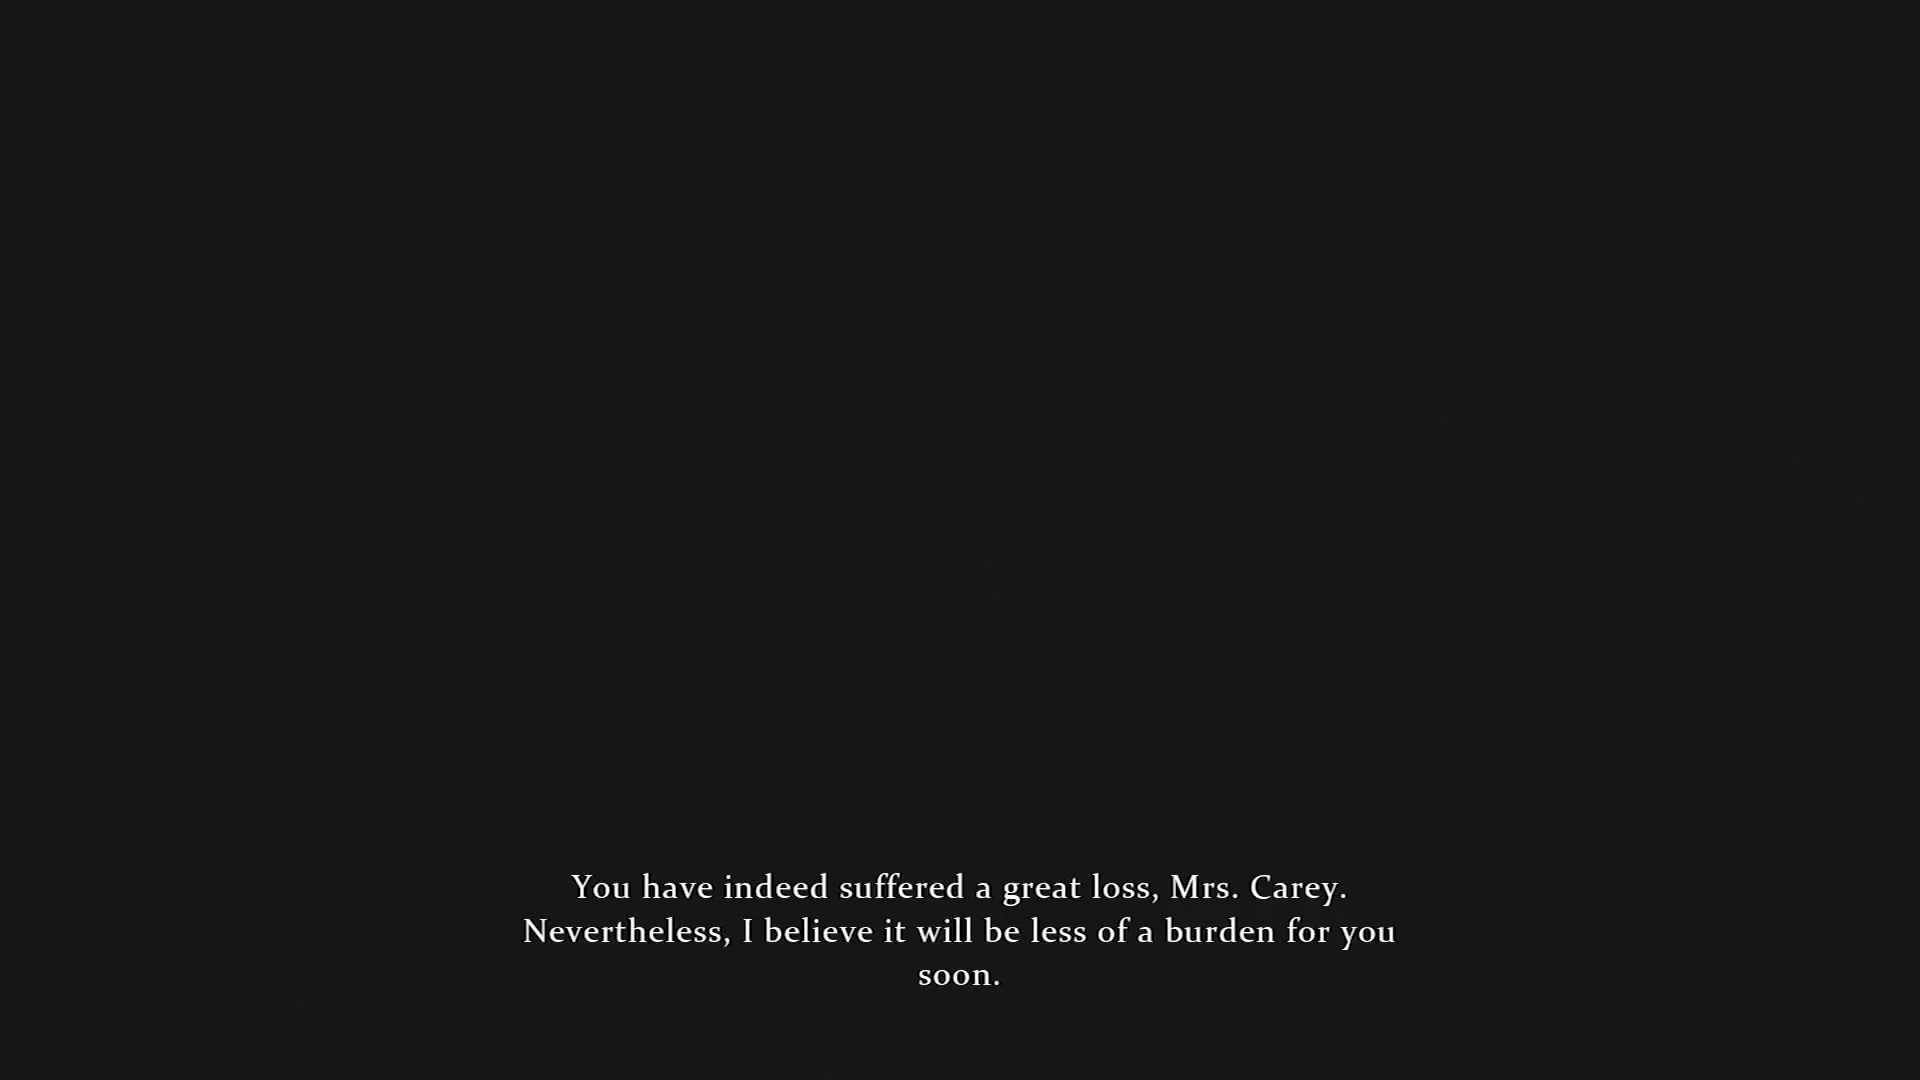 You have indeed suffered a great loss, Mrs. Carey.
Nevertheless, I believe it will be less of a burden for you
soon.